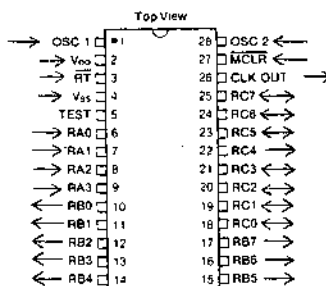 Top View
OSC 1 1 28 OSC 2
VDD 2 27 MCLR
RT 3 26 CLK OUT
VSS 4 25 RC7
TEST 5 24 RC6
RA0 6 23 RC5
RA1 7 22 RC4
RA2 8 21 RC3
RA3 9 20 RC2
RB0 10 19 RC1
RB1 11 18 RC0
RB2 12 17 RB7
RB3 13 16 RB6
RB4 14 15 RB5